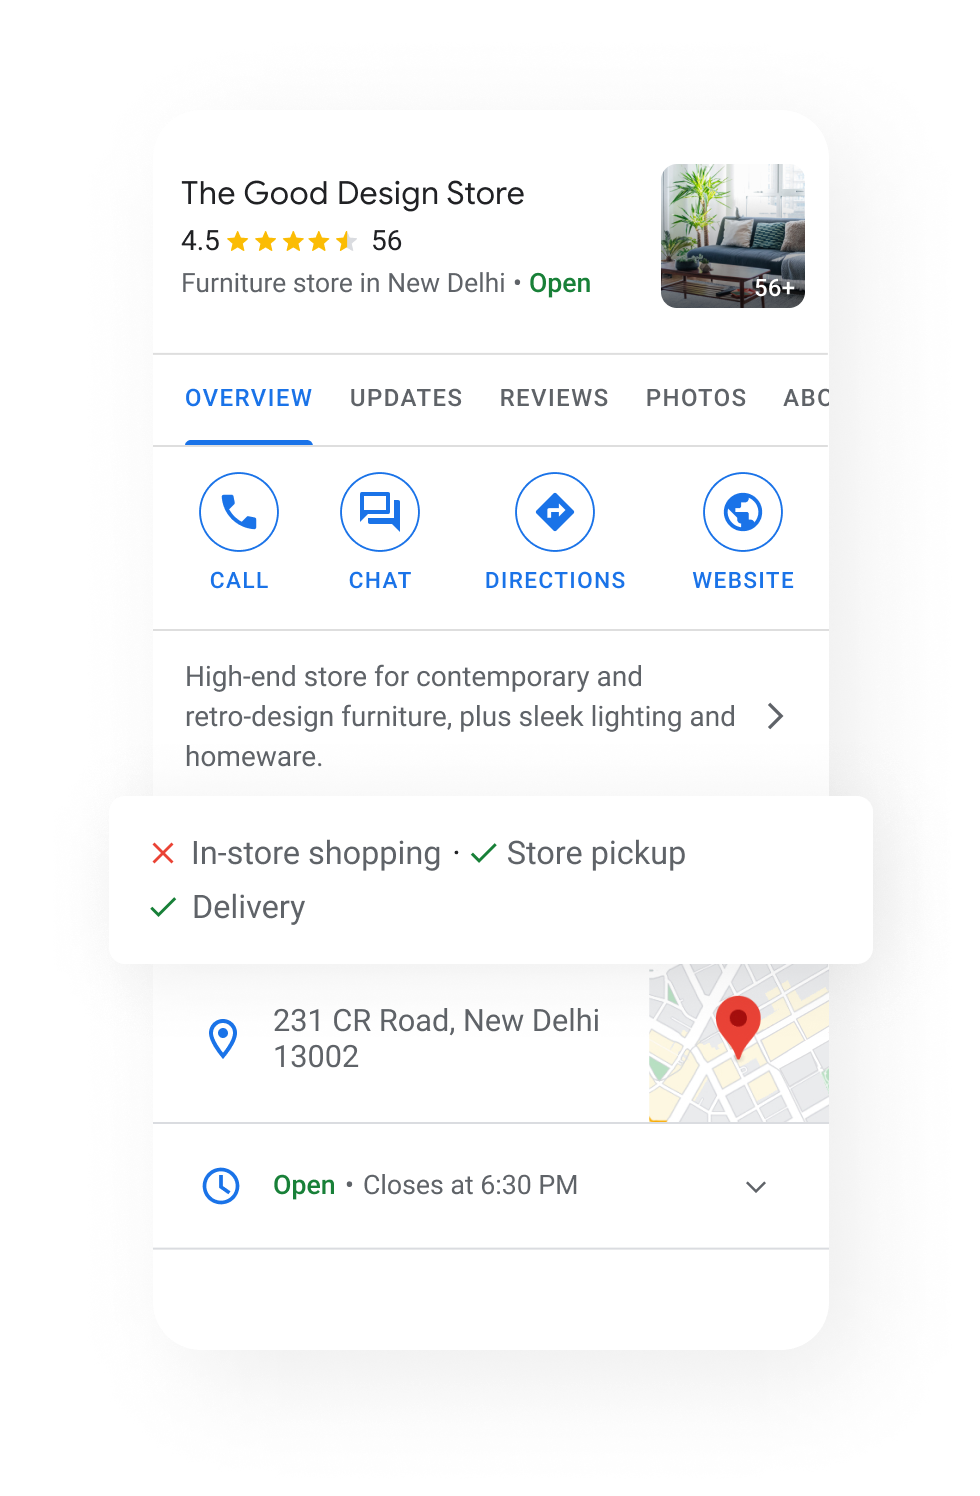 The Good Design Store
4.5 56
Furniture store in New Delhi • Open
56+
OVERVIEW UPDATES REVIEWS PHOTOS ABC
CALL CHAT DIRECTIONS WEBSITE
High-end store for contemporary and
retro-design furniture, plus sleek lighting and
homeware.
In-store shopping · Store pickup
Delivery
231 CR Road, New Delhi
13002
Open • Closes at 6:30 PM